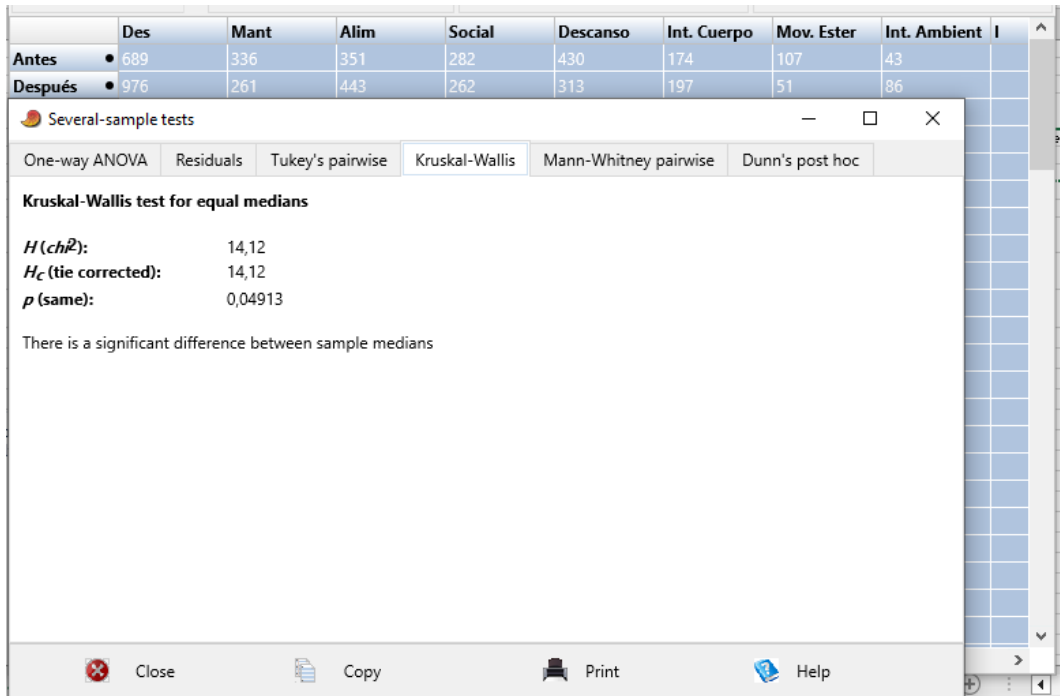 Des Mant Alim Social Descanso Int. Cuerpo Mov. Ester Int. Ambient I
Antes 689 336 351 282 430 174 107 43
Después 976 261 443 262 313 197 51 86
Several-sample tests
One-way ANOVA Residuals Tukey's pairwise Kruskal-Wallis Mann-Whitney pairwise Dunn's post hoc
Kruskal-Wallis test for equal medians
H (chi2): 14,12
Hc (tie corrected): 14,12
p (same): 0,04913
There is a significant difference between sample medians
Close Copy Print Help